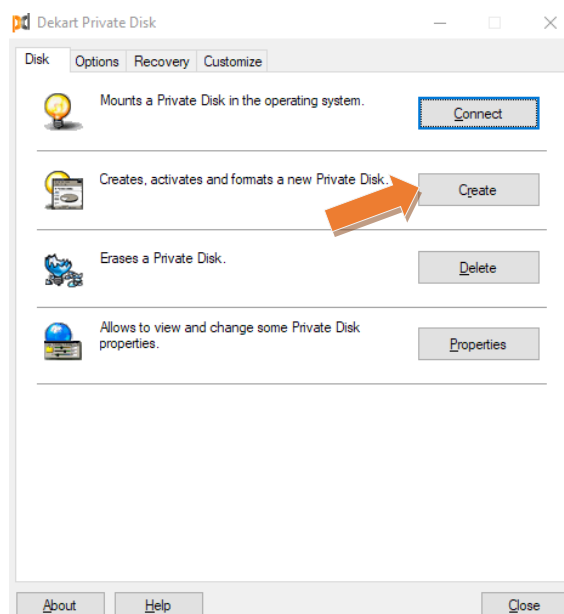 Dekart Private Disk
Disk Options Recovery Customize
Mounts a Private Disk in the operating system.
Connect
Creates, activates and formats a new Private Disk.
Create
Erases a Private Disk.
Delete
Allows to view and change some Private Disk
properties.
Properties
About Help Close